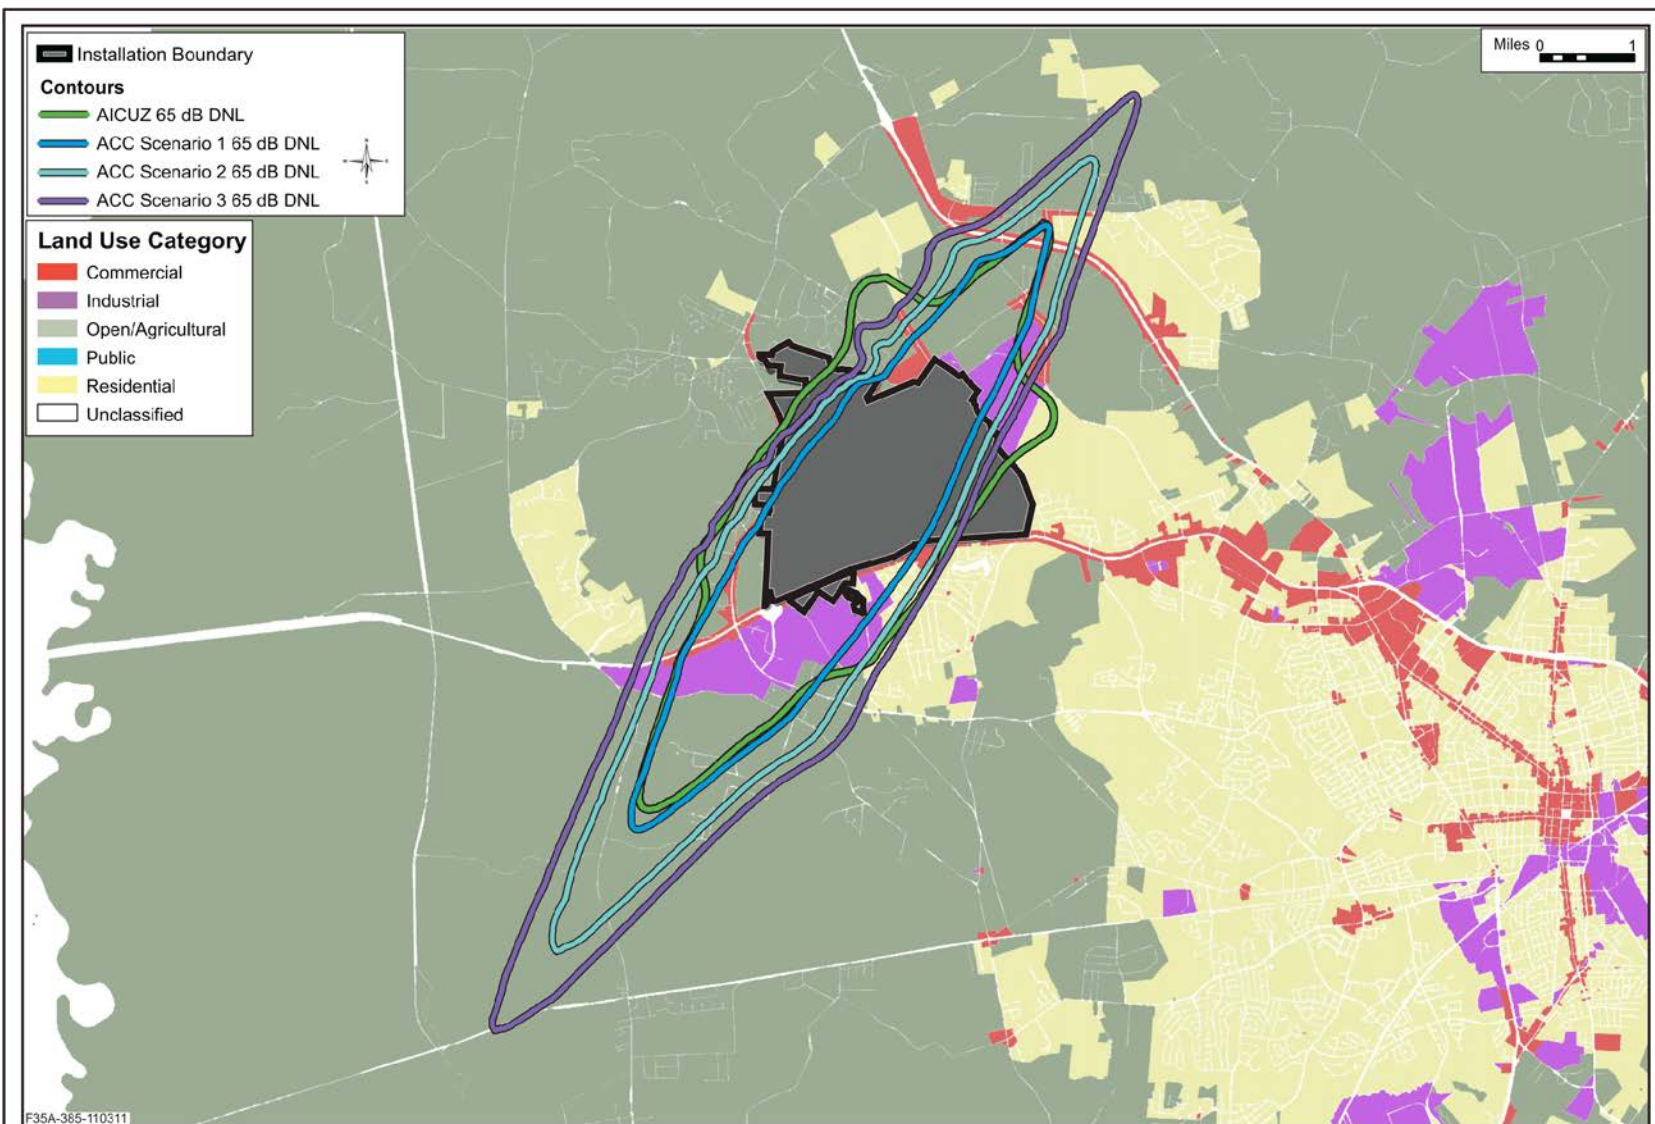 Installation Boundary
Contours
AICUZ 65 dB DNL
ACC Scenario 1 65 dB DNL
ACC Scenario 2 65 dB DNL
ACC Scenario 3 65 dB DNL
Land Use Category
Commercial
Industrial
Open/Agricultural
Public
Residential
Unclassified
Miles 0 1
F35A-385-110311